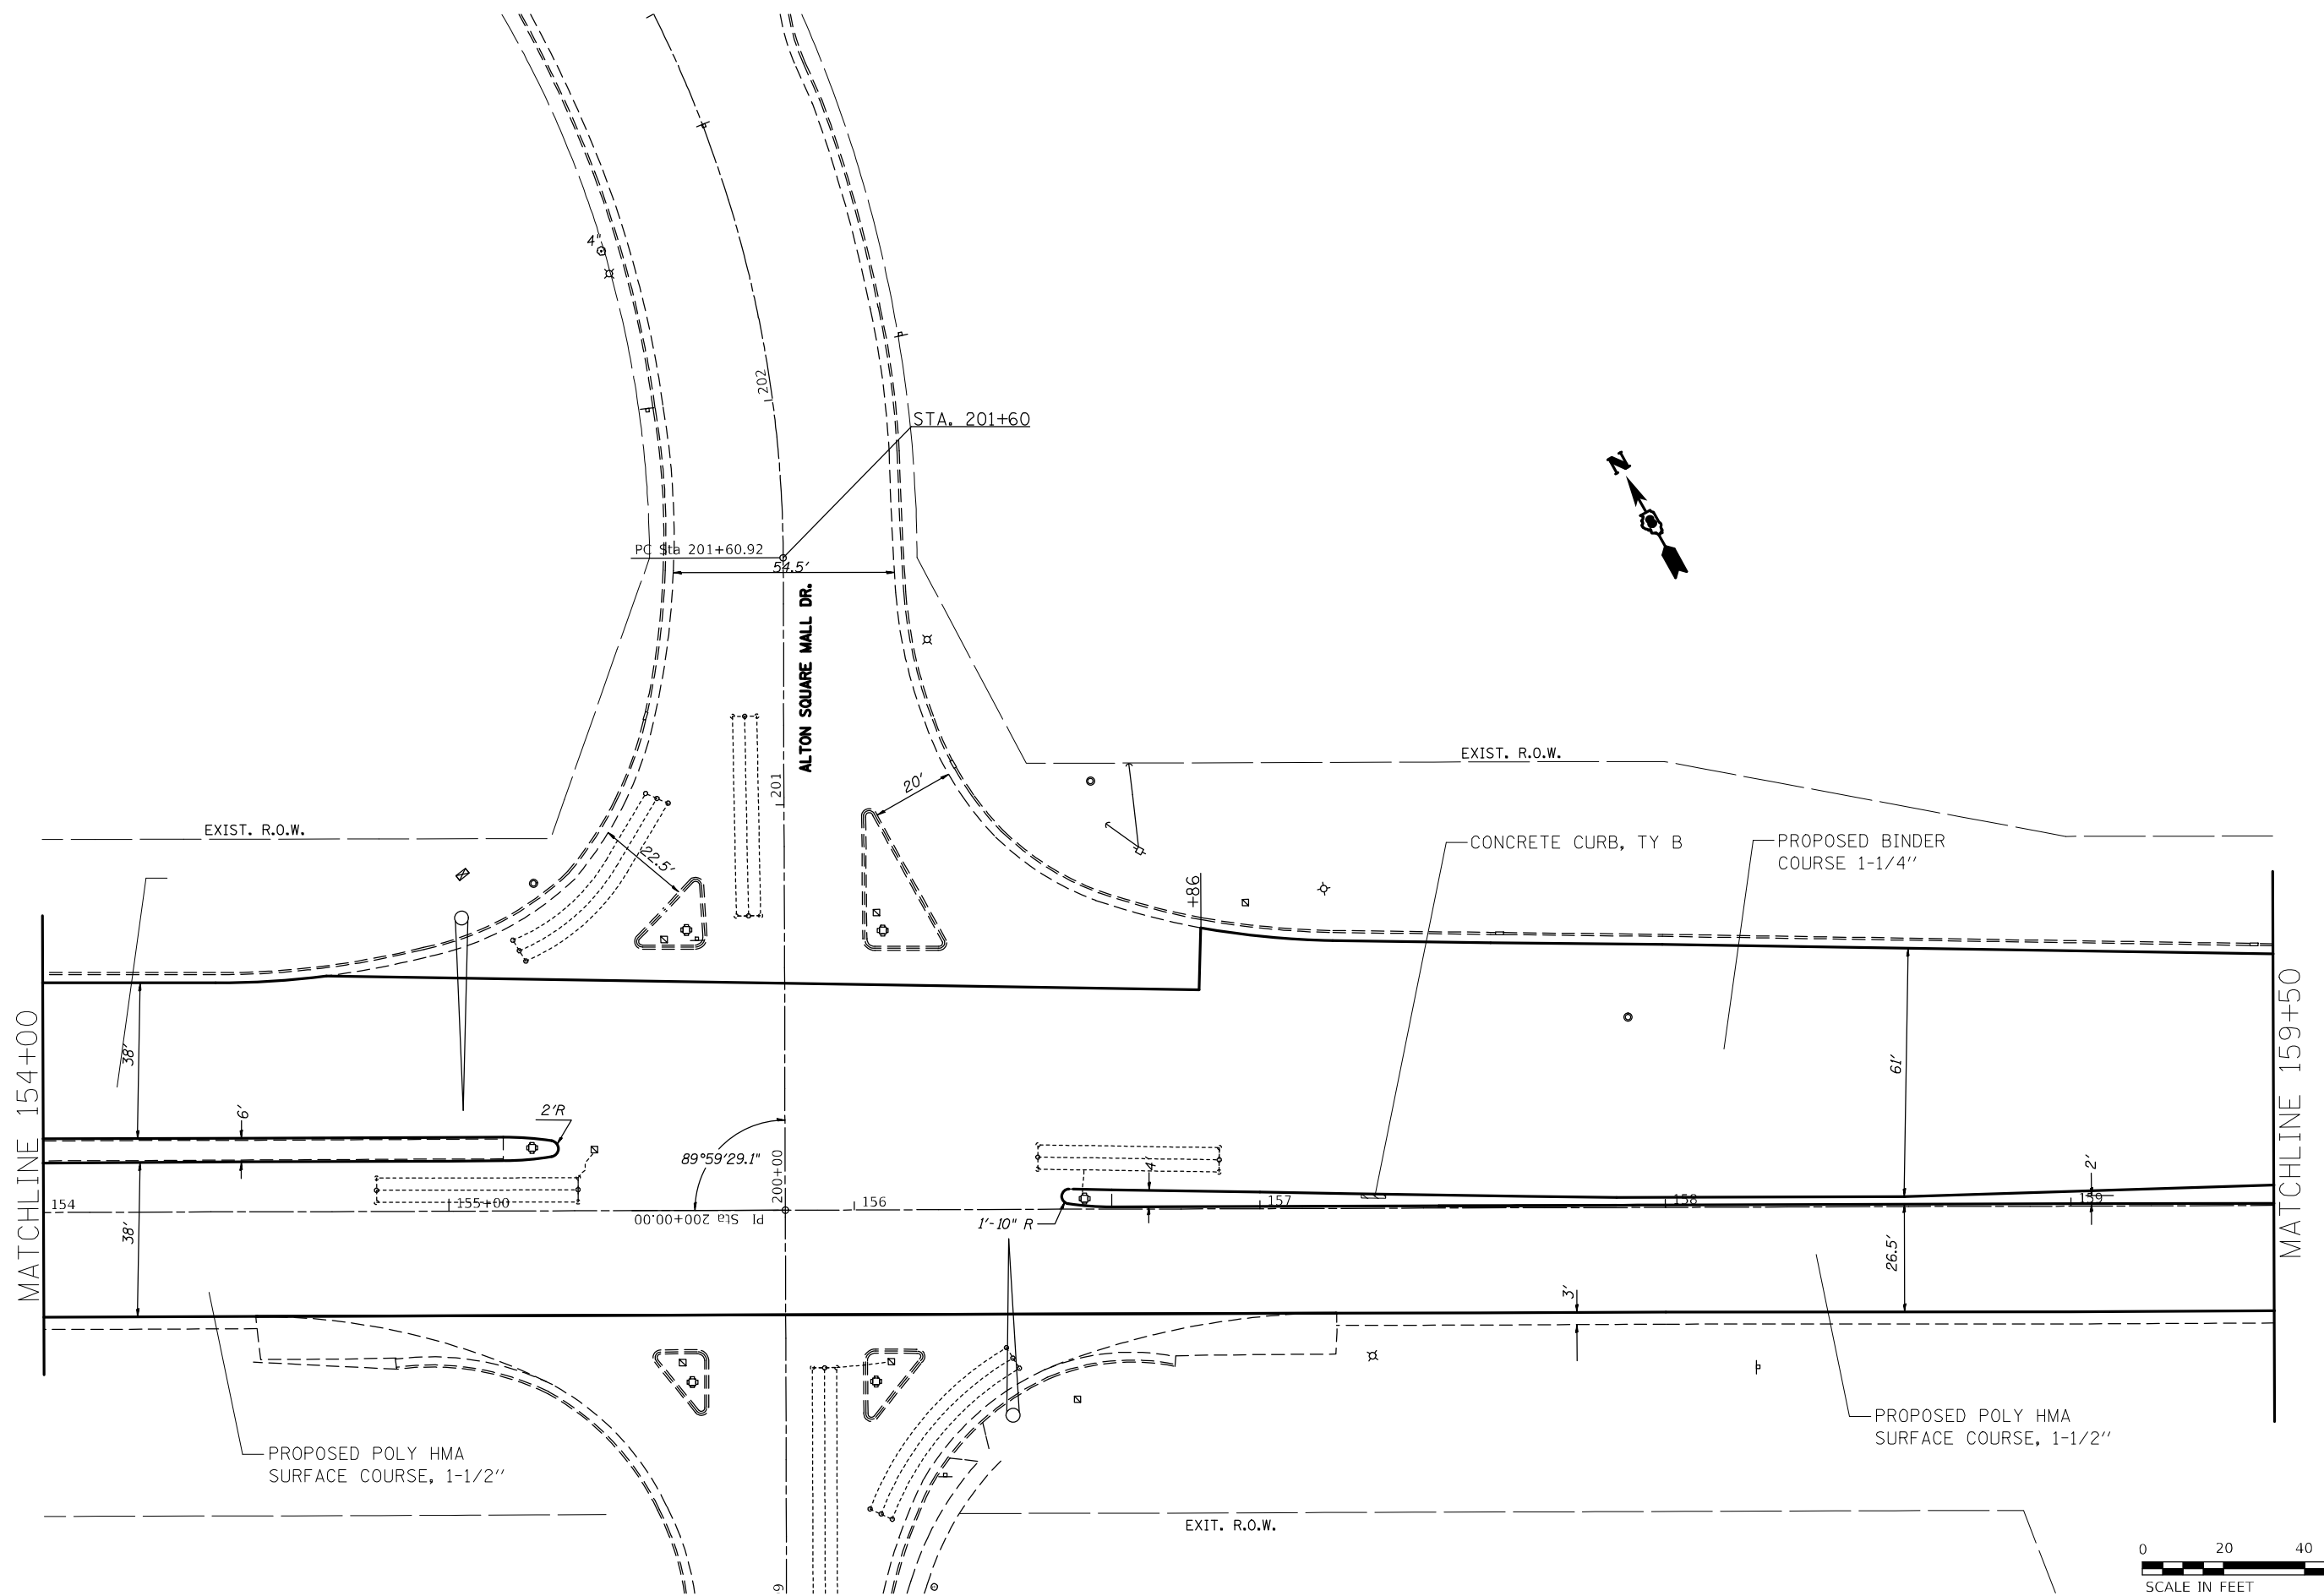 4"
202
STA. 201+60
N
PC Sta 201+60.92
54.5'
ALTON SQUARE MALL DR.
EXIST. R.O.W.
201
20'
EXIST. R.O.W.
22.5'
CONCRETE CURB, TY B
PROPOSED BINDER
COURSE 1-1/4''
+86
MATCHLINE 154+00
38'
61'
MATCHLINE 159+50
6'
2'R
89°59'29.1"
200+00
4'
2'
154
155+00
156
157
158
159
PI Sta 200+00.00
1'-10" R
38'
26.5'
3'
PROPOSED POLY HMA
SURFACE COURSE, 1-1/2''
PROPOSED POLY HMA
SURFACE COURSE, 1-1/2''
EXIT. R.O.W.
9
0 20 40
SCALE IN FEET